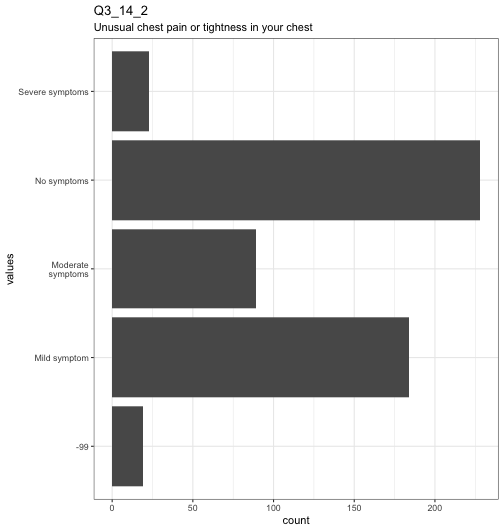 Q3_14_2
Unusual chest pain or tightness in your chest
Severe symptoms
No symptoms
Moderate
symptoms
Mild symptom
-99
values
0 50 100 150 200
count